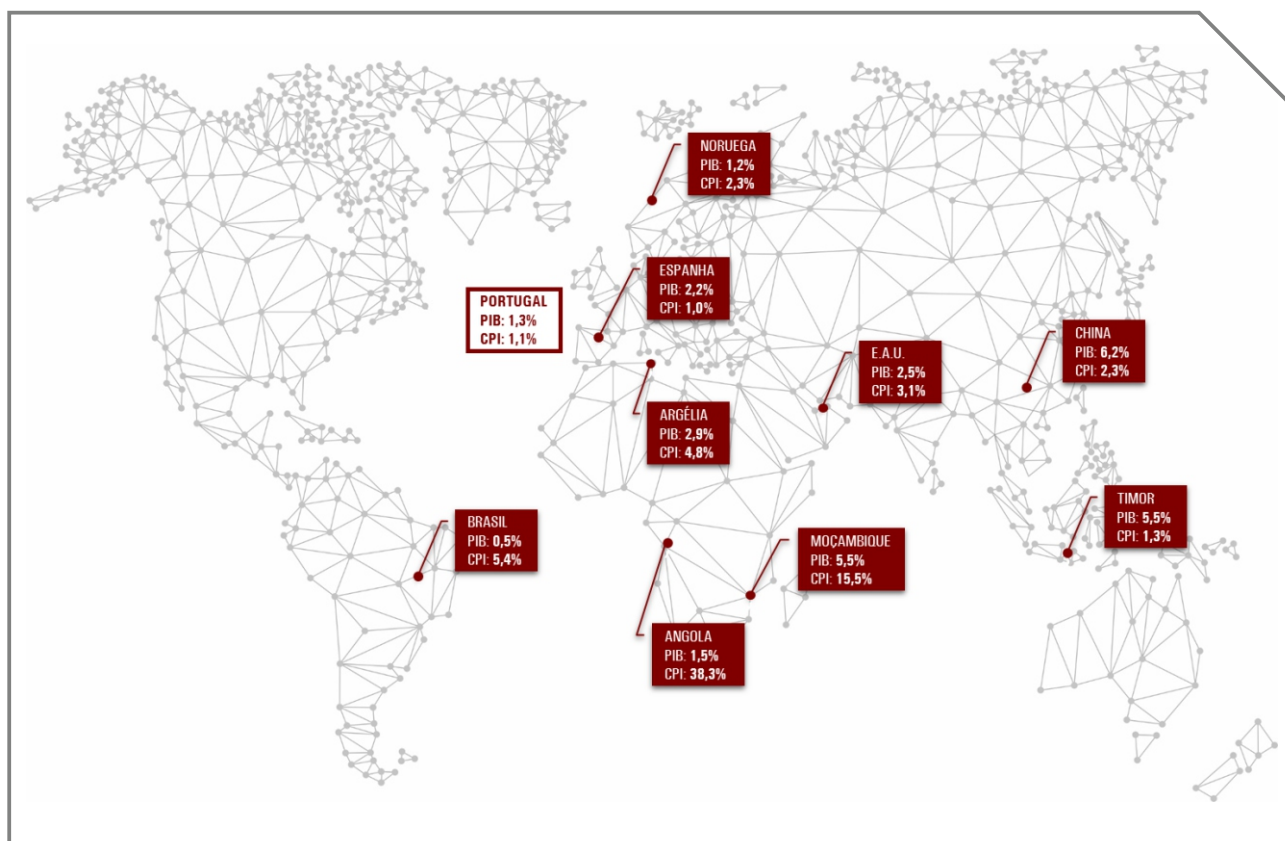 NORUEGA
PIB: 1,2%
CPI: 2,3%
ESPANHA
PIB: 2,2%
CPI: 1,0%
PORTUGAL
PIB: 1,3%
CPI: 1,1%
CHINA
PIB: 6,2%
CPI: 2,3%
E.A.U.
PIB: 2,5%
CPI: 3,1%
ARGÉLIA
PIB: 2,9%
CPI: 4,8%
TIMOR
PIB: 5,5%
CPI: 1,3%
BRASIL
PIB: 0,5%
CPI: 5,4%
MOÇAMBIQUE
PIB: 5,5%
CPI: 15,5%
ANGOLA
PIB: 1,5%
CPI: 38,3%